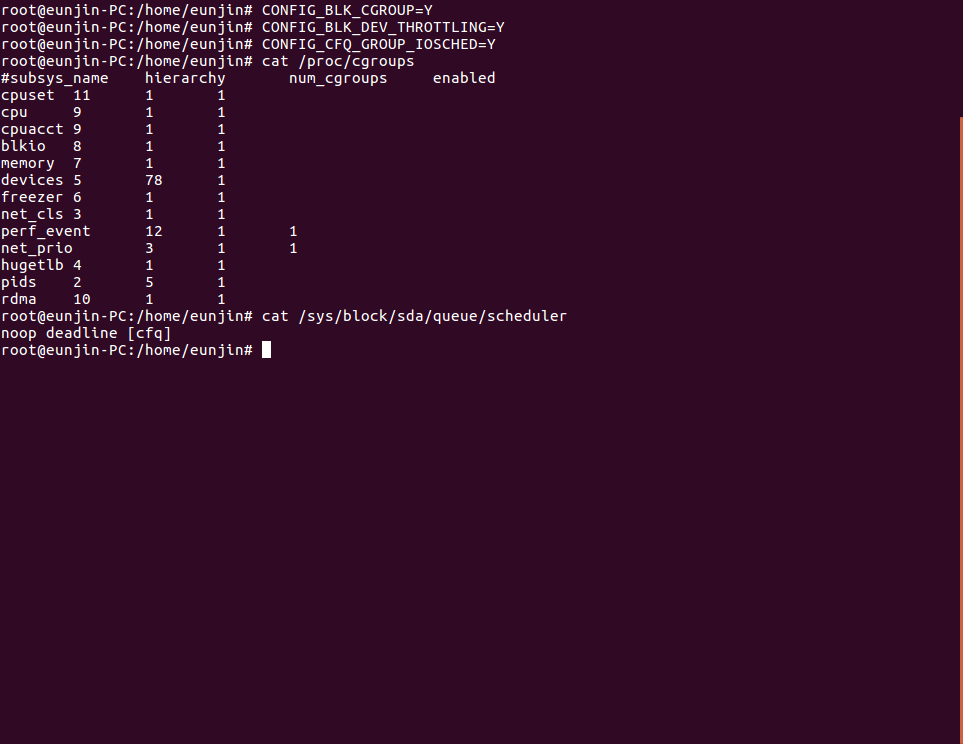 root@eunjin-PC:/home/eunjin# CONFIG_BLK_CGROUP=Y
root@eunjin-PC:/home/eunjin# CONFIG_BLK_DEV_THROTTLING=Y
root@eunjin-PC:/home/eunjin# CONFIG_CFQ_GROUP_IOSCHED=Y
root@eunjin-PC:/home/eunjin# cat /proc/cgroups
#subsys_name    hierarchy       num_cgroups     enabled
cpuset  11      1       1
cpu     9       1       1
cpuacct 9       1       1
blkio   8       1       1
memory  7       1       1
devices 5       78      1
freezer 6       1       1
net_cls 3       1       1
perf_event      12      1       1
net_prio        3       1       1
hugetlb 4       1       1
pids    2       5       1
rdma    10      1       1
root@eunjin-PC:/home/eunjin# cat /sys/block/sda/queue/scheduler
noop deadline [cfq]
root@eunjin-PC:/home/eunjin#